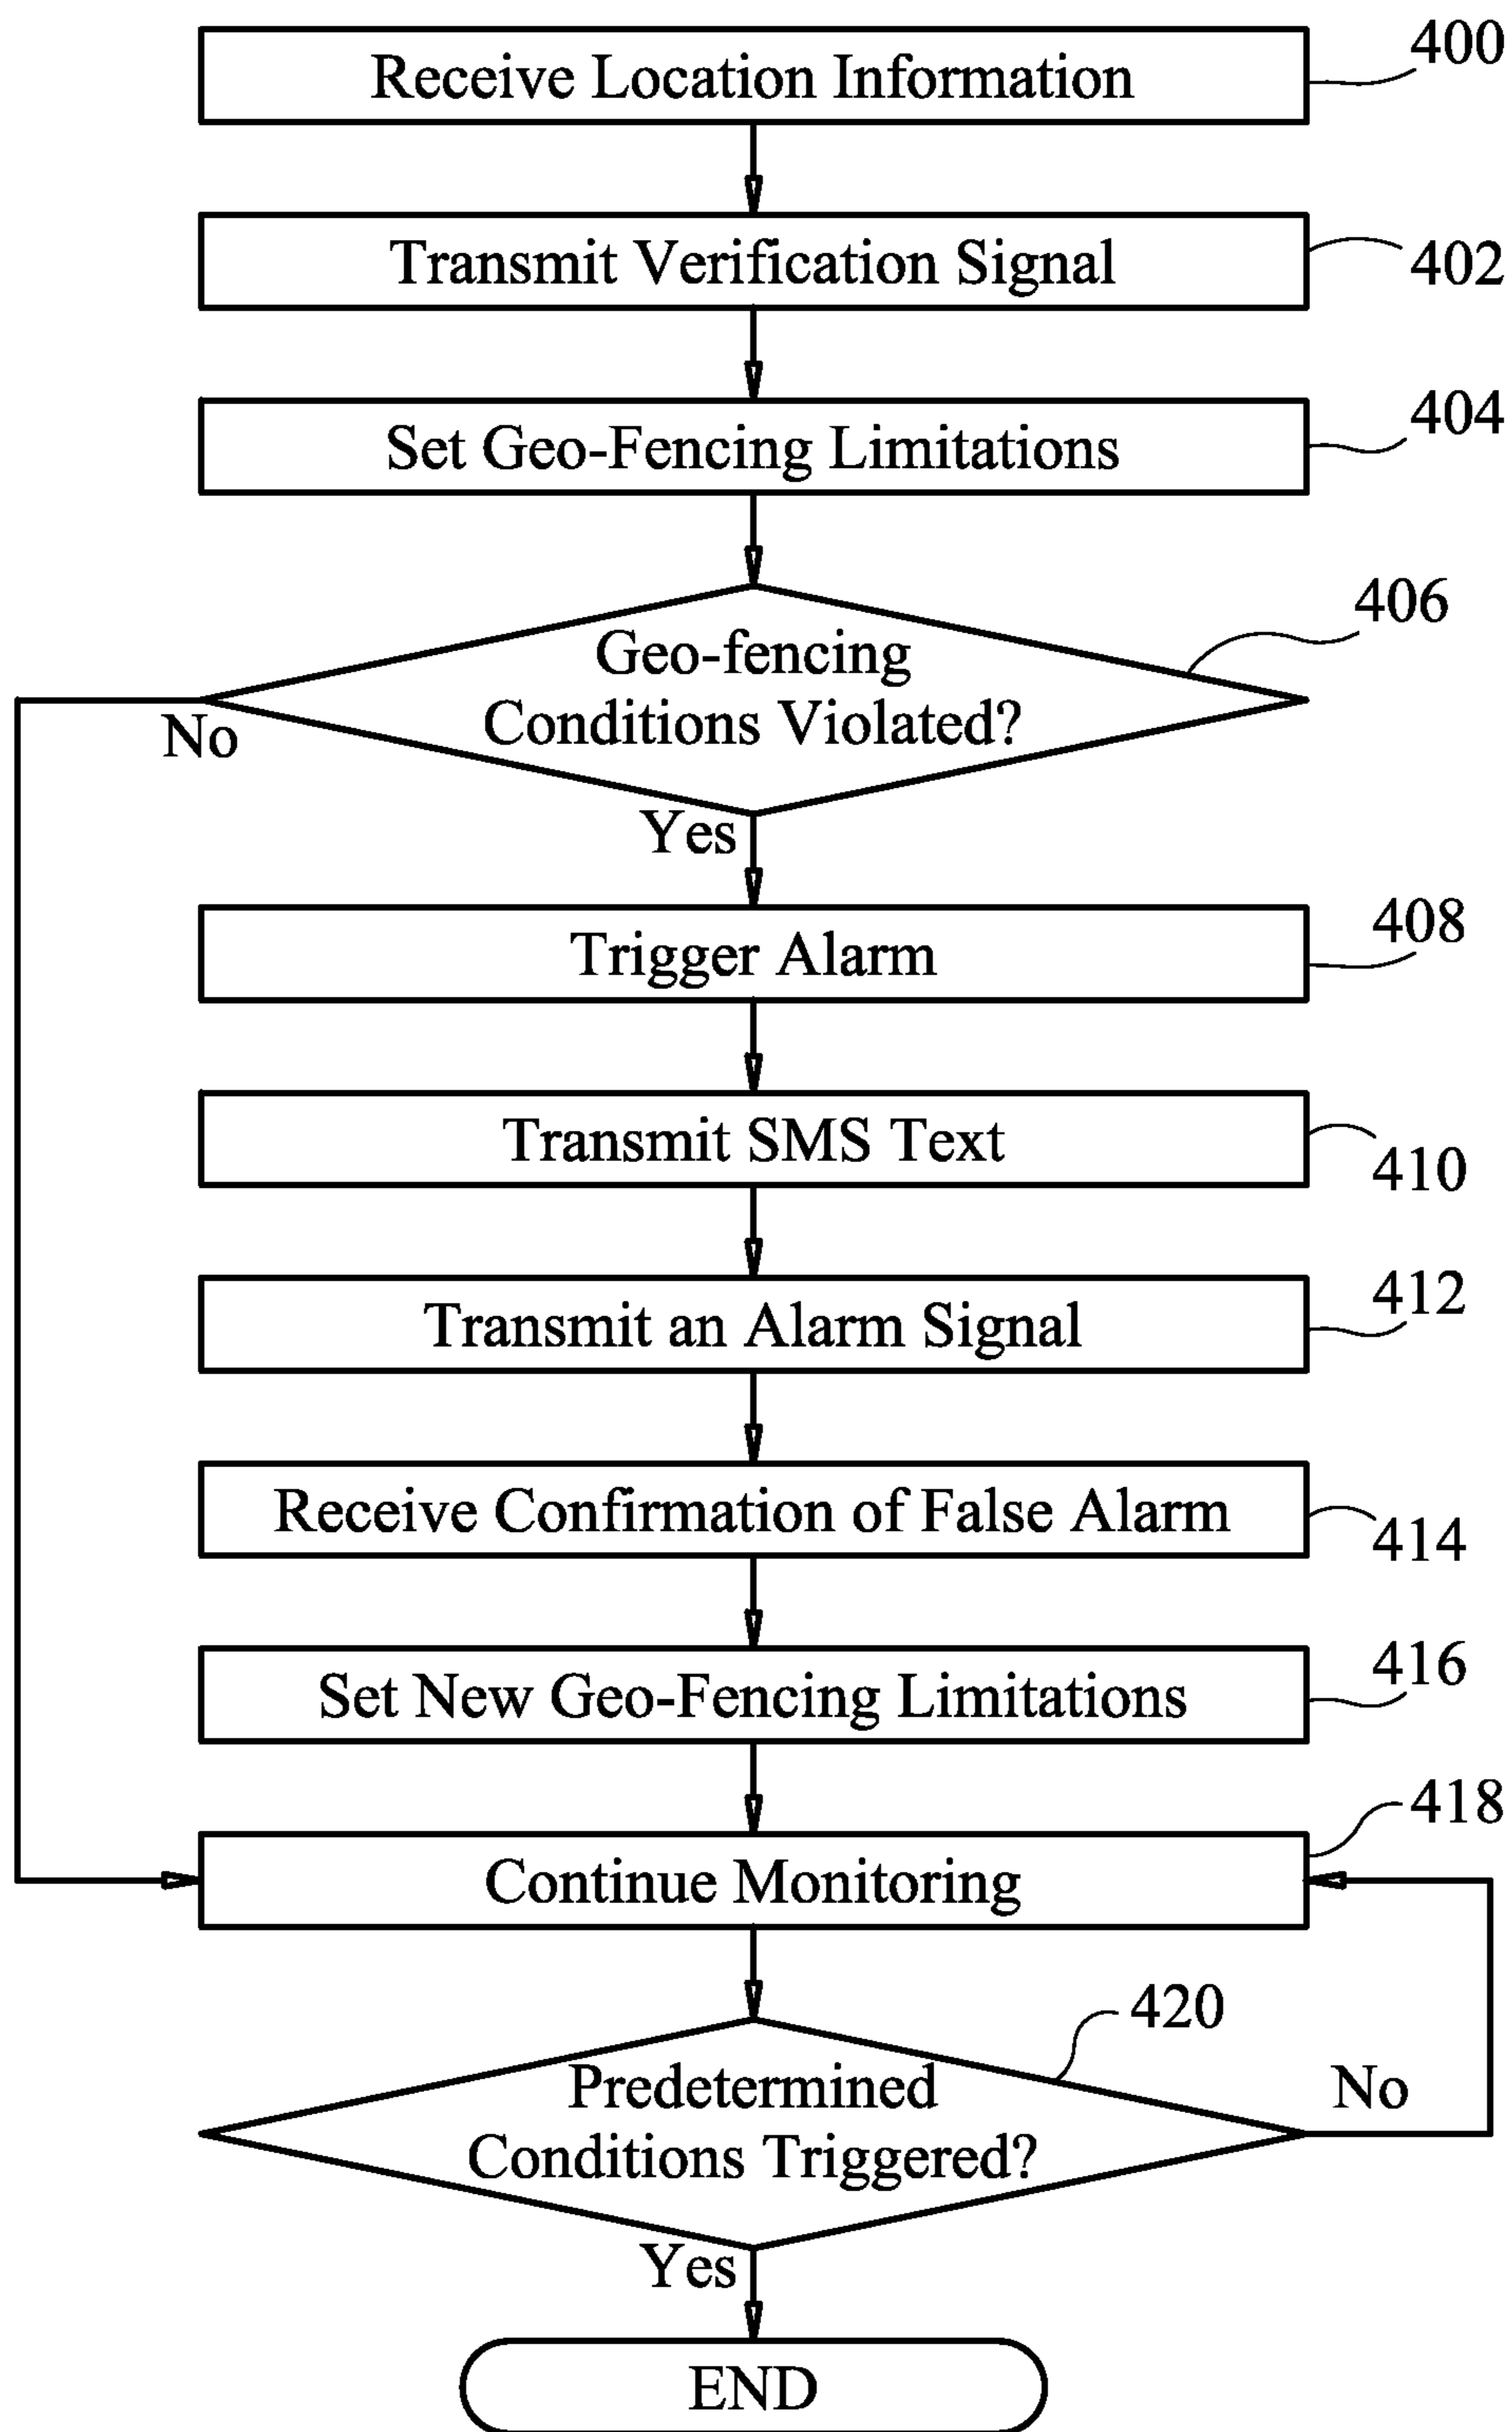 Receive Location Information
400
Transmit Verification Signal
402
Set Geo-Fencing Limitations
404
Geo-fencing
Conditions Violated?
406
No
Yes
Trigger Alarm
408
Transmit SMS Text
410
Transmit an Alarm Signal
412
Receive Confirmation of False Alarm
414
Set New Geo-Fencing Limitations
416
Continue Monitoring
418
Predetermined
Conditions Triggered?
420
No
Yes
END